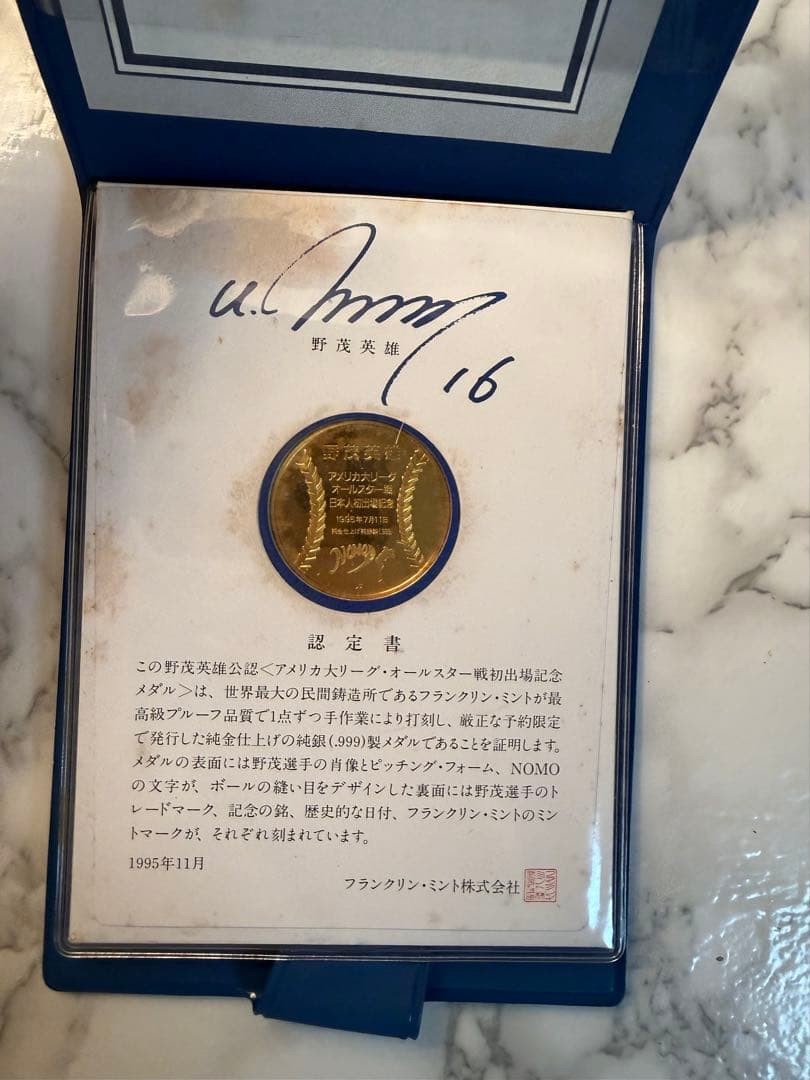 野茂英雄
16
野茂英雄
アメリカ大リーグ
オールスター戦
日本人初出場記念
1995年7月11日
認定書
この野茂英雄公認<アメリカ大リーグ・オールスター戦初出場記念
メダル>は、世界最大の民間鋳造所であるフランクリン・ミントが最
高級プルーフ品質で1点ずつ手作業により打刻し、厳正な予約限定
で発行した純金仕上げの純銀(.999)製メダルであることを証明します。
メダルの表面には野茂選手の肖像とピッチング・フォーム、NOMO
の文字が、ボールの縫い目をデザインした裏面には野茂選手のト
レードマーク、記念の銘、歴史的な日付、フランクリン・ミントのミン
トマークが、それぞれ刻まれています。
1995年11月
フランクリン・ミント株式会社